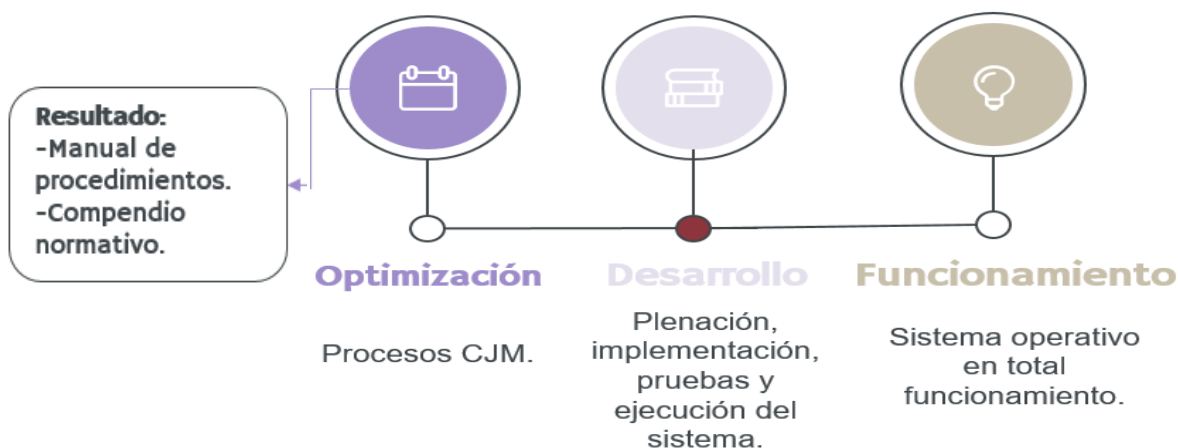 Resultado:
-Manual de
procedimientos.
-Compendio
normativo.
Optimización
Procesos CJM.
Desarrollo
Plenación,
implementación,
pruebas y
ejecución del
sistema.
Funcionamiento
Sistema operativo
en total
funcionamiento.